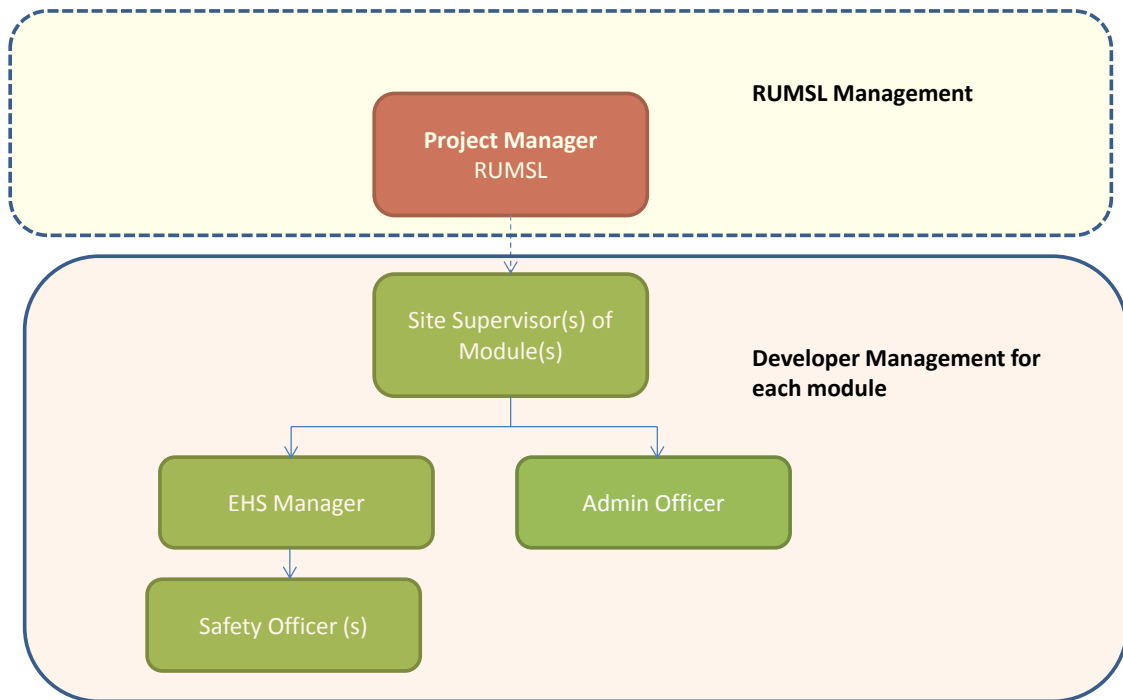 RUMSL Management
Project Manager
RUMSL
Site Supervisor(s) of
Module(s)
Developer Management for
each module
EHS Manager
Admin Officer
Safety Officer (s)